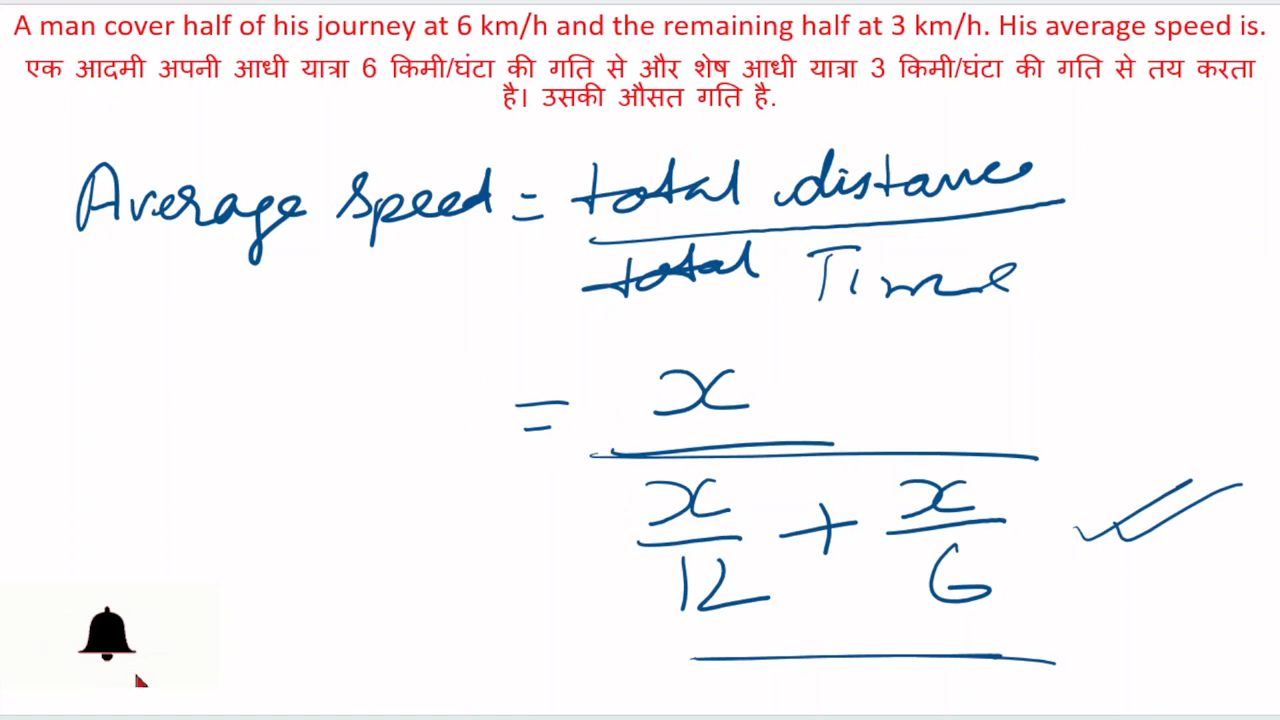 A man cover half of his journey at 6 km/h and the remaining half at 3 km/h. His average speed is.
एक आदमी अपनी आधी यात्रा 6 किमी/घंटा की गति से और शेष आधी यात्रा 3 किमी/घंटा की गति से तय करता
है। उसकी औसत गति है.
Average speed = total distance
total Time
= x
x + x
12 6